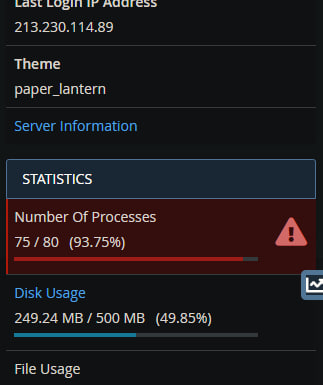 Last Login IP Address
213.230.114.89
Theme
paper_lantern
Server Information
STATISTICS
Number Of Processes
75 / 80 (93.75%)
Disk Usage
249.24 MB / 500 MB (49.85%)
File Usage